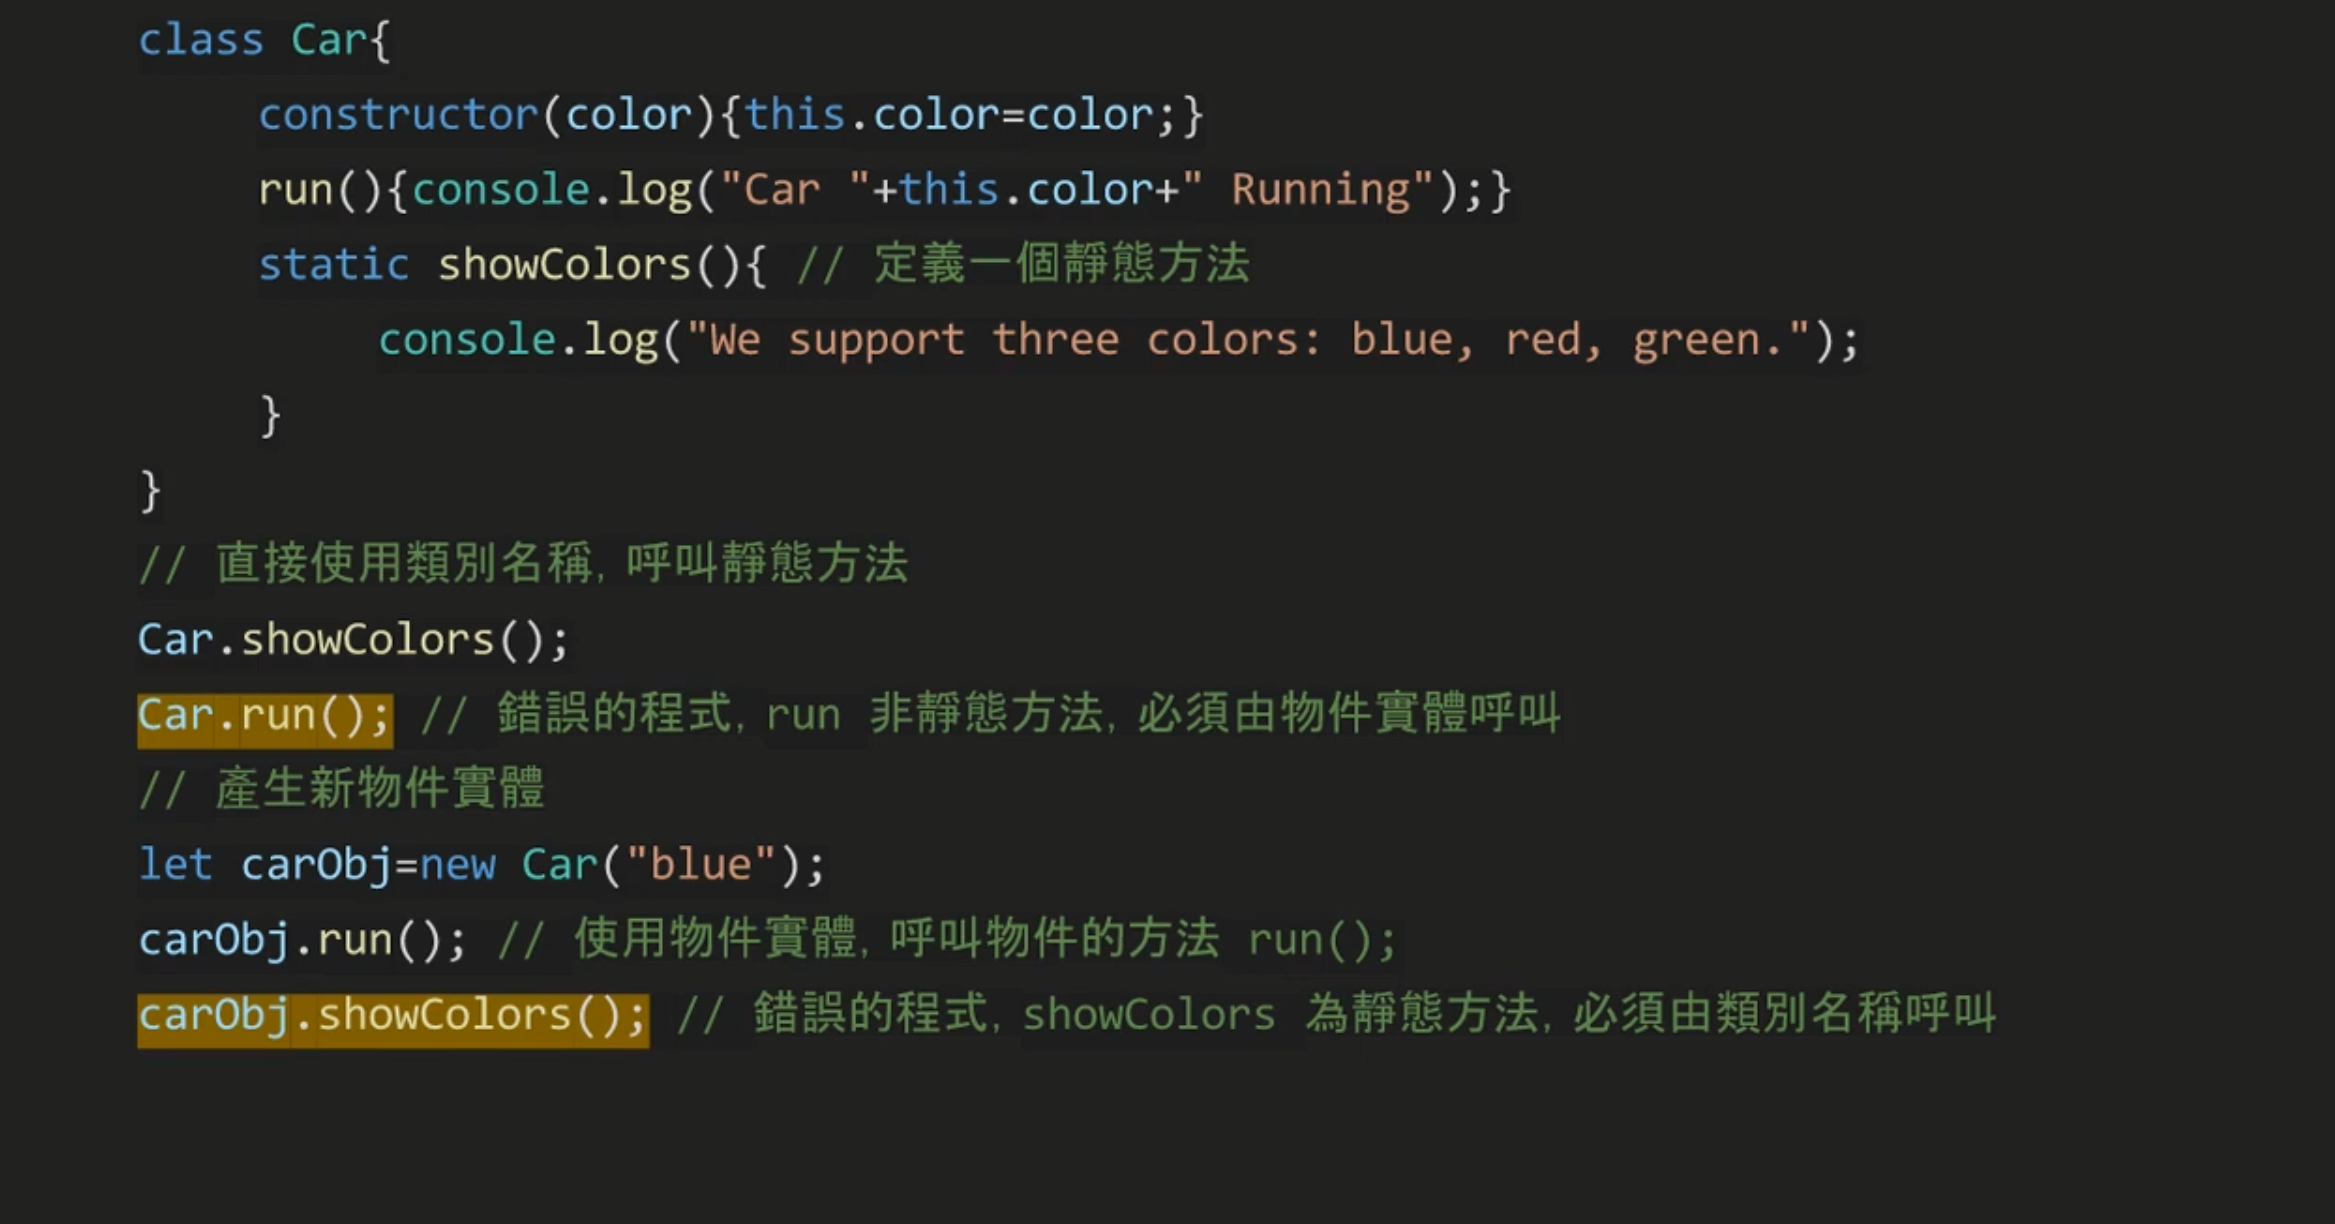 class Car{
constructor(color){this.color=color;}
run(){console.log("Car "+this.color+" Running");}
static showColors(){ // 定義一個靜態方法
console.log("We support three colors: blue, red, green.");
}
}
// 直接使用類別名稱, 呼叫靜態方法
Car.showColors();
Car.run(); // 錯誤的程式, run 非靜態方法, 必須由物件實體呼叫
// 產生新物件實體
let carObj=new Car("blue");
carObj.run(); // 使用物件實體, 呼叫物件的方法 run();
carObj.showColors(); // 錯誤的程式, showColors 為靜態方法, 必須由類別名稱呼叫